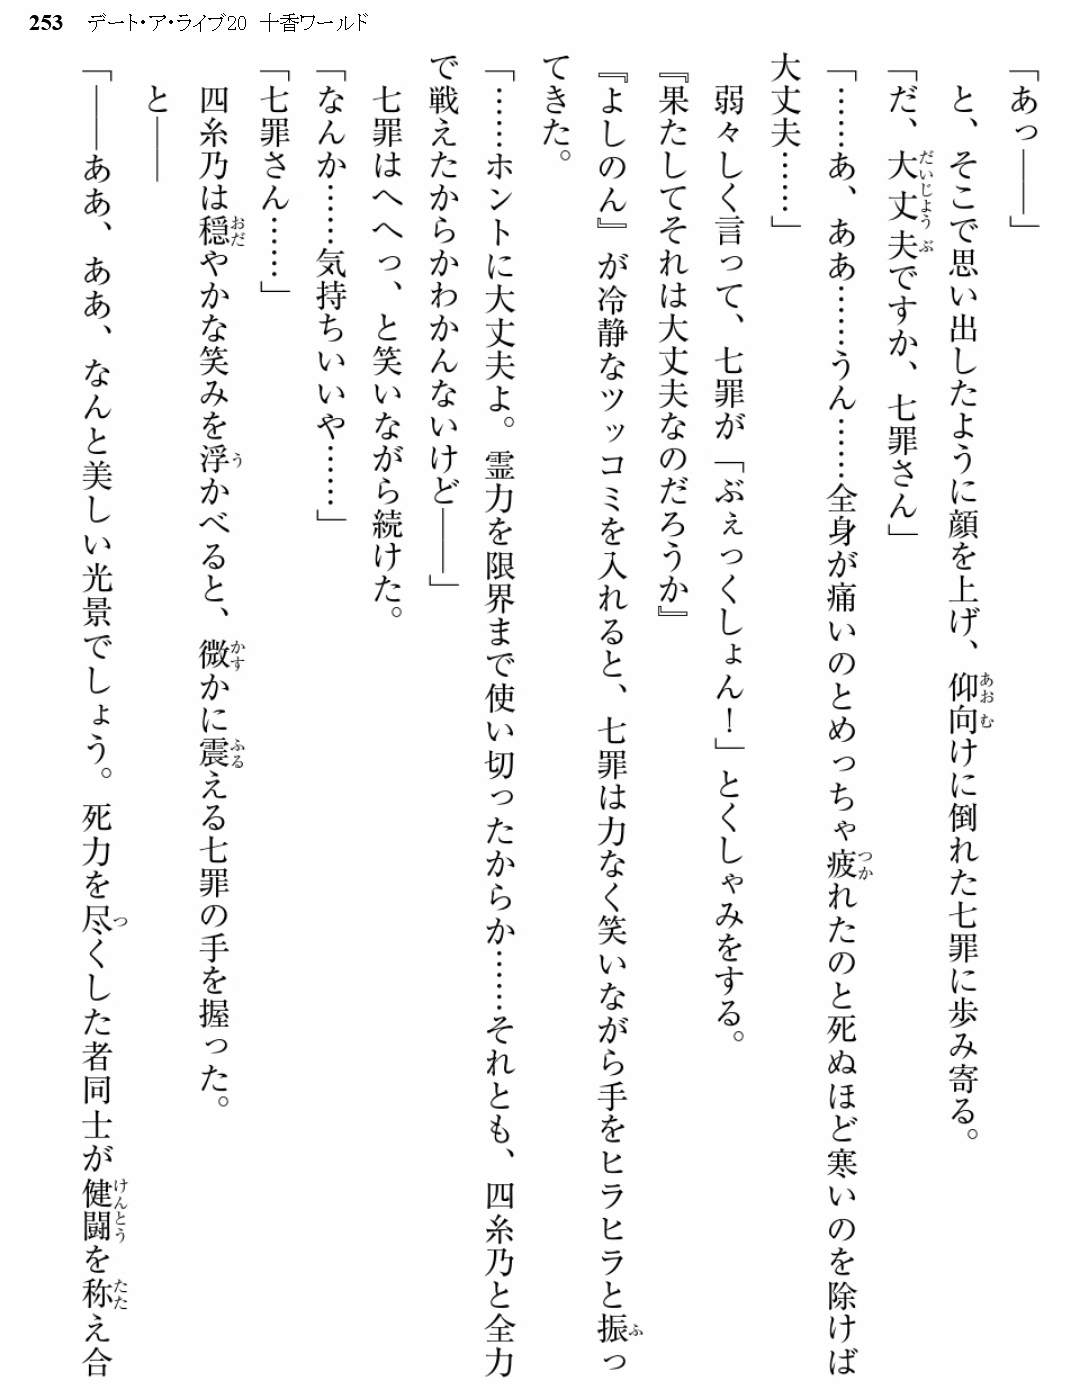 253 デート・ア・ライブ20 十香ワールド
「あっ――」
と、そこで思い出したように顔を上げ、仰向けに倒れた七罪に歩み寄る。
「だ、大丈夫ですか、七罪さん」
「……あ、ああ……うん……全身が痛いのとめっちゃ疲れたのと死ぬほど寒いのを除けば
大丈夫……」
弱々しく言って、七罪が「ぶぇっくしょん！」とくしゃみをする。
『果たしてそれは大丈夫なのだろうか』
『よしのん』が冷静なツッコミを入れると、七罪は力なく笑いながら手をヒラヒラと振っ
てきた。
「……ホントに大丈夫よ。霊力を限界まで使い切ったからか……それとも、四糸乃と全力
で戦えたからかわかんないけど――」
七罪はへへっ、と笑いながら続けた。
「なんか……気持ちいいや……」
「七罪さん……」
四糸乃は穏やかな笑みを浮かべると、微かに震える七罪の手を握った。
と――
「――ああ、ああ、なんと美しい光景でしょう。死力を尽くした者同士が健闘を称え合